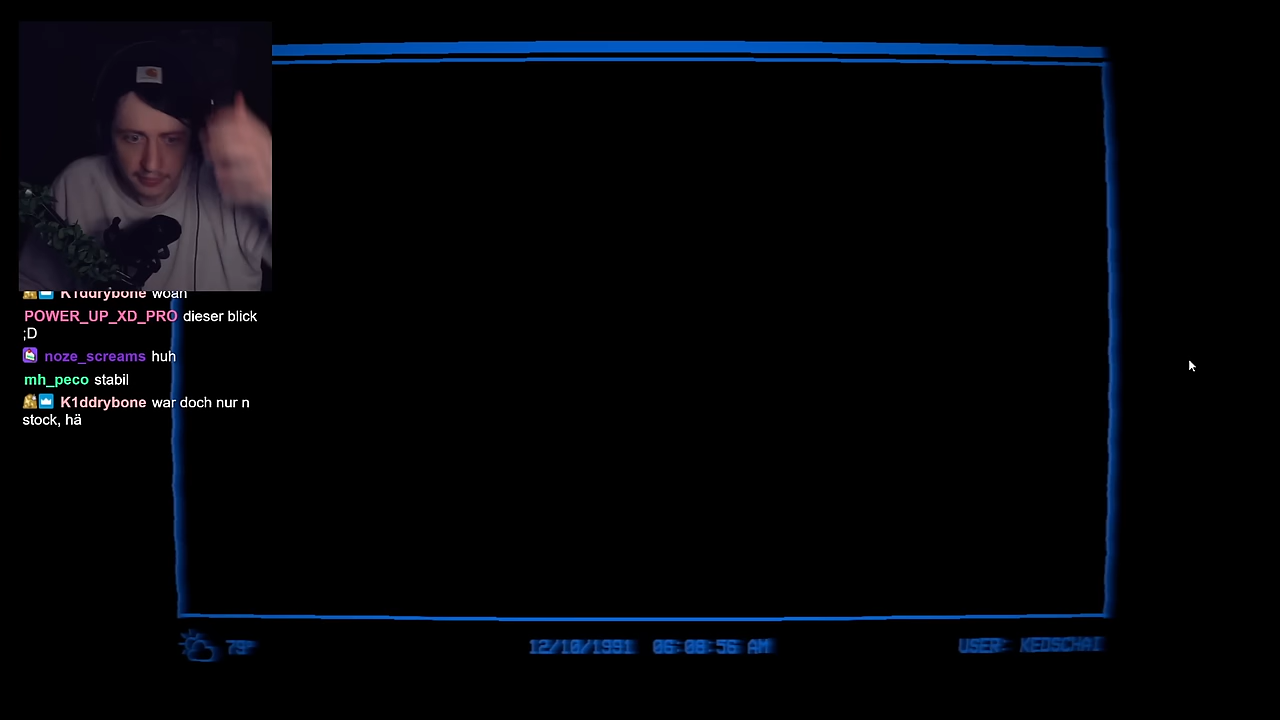 K1ddrybone woah
POWER_UP_XD_PRO dieser blick
;D
noze_screams huh
mh_peco stabil
K1ddrybone war doch nur n
stock, hä
79°
12/10/1991 06:08:56 AM
USER: KEDSCHAI